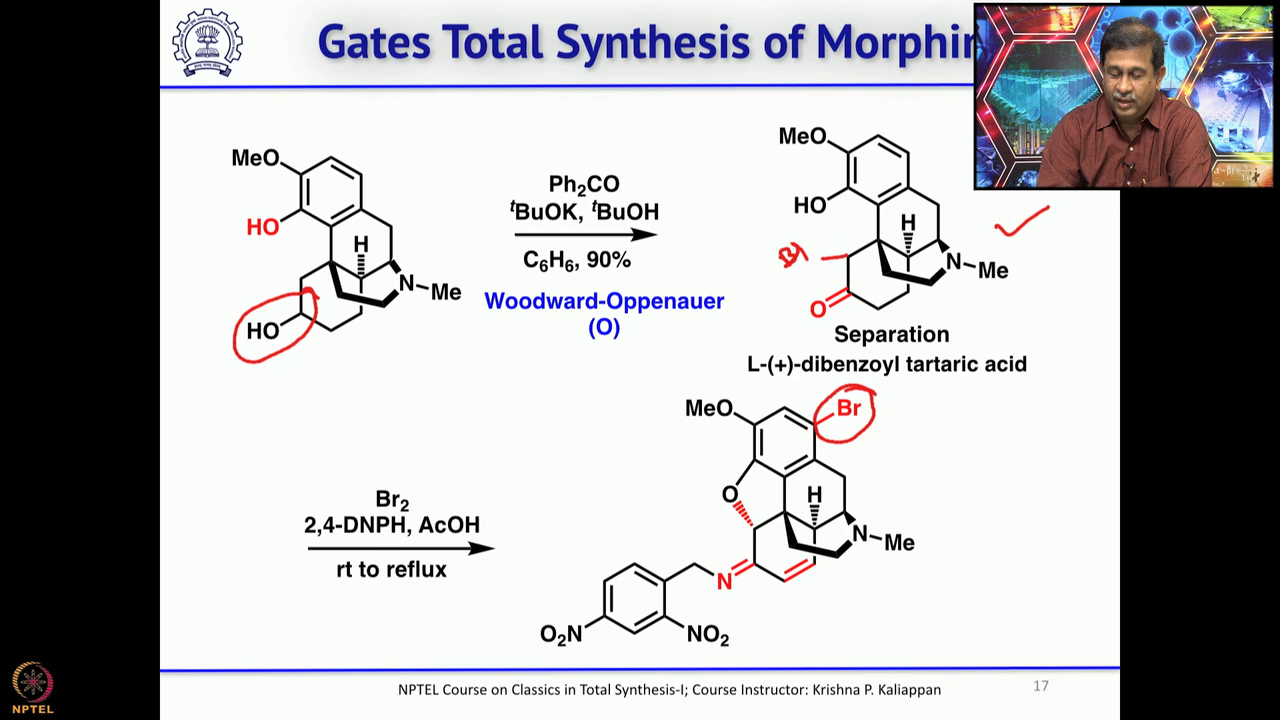 Gates Total Synthesis of Morphin
MeO
HO
H
N
Me
HO
Ph₂CO
ᵗBuOK, ᵗBuOH
C₆H₆, 90%
Woodward-Oppenauer
(O)
MeO
HO
H
Br
N
Me
O
Separation
L-(+)-dibenzoyl tartaric acid
Br₂
2,4-DNPH, AcOH
rt to reflux
MeO
Br
O
H
N
Me
N
O₂N
NO₂
NPTEL Course on Classics in Total Synthesis-I; Course Instructor: Krishna P. Kaliappan
17
NPTEL